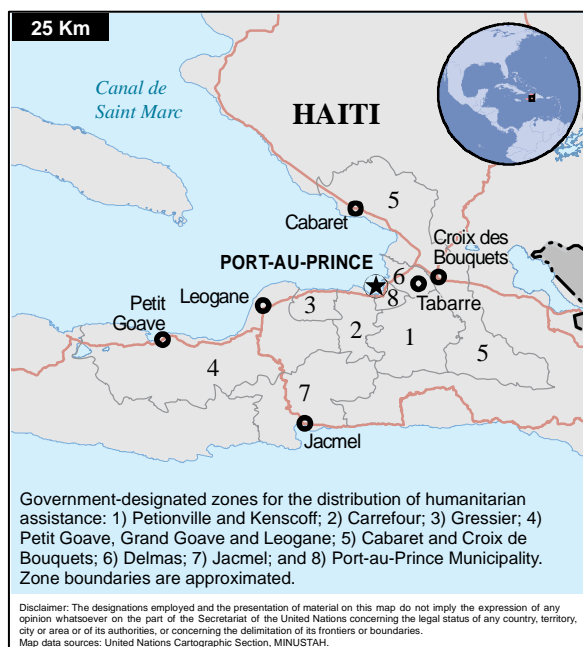 25 Km
Canal de
Saint Marc
HAITI
5
Cabaret
Croix des
Bouquets
PORT-AU-PRINCE
6
Tabarre
8
Leogane
3
Petit
Goave
2
1
5
4
7
Jacmel
Government-designated zones for the distribution of humanitarian
assistance: 1) Petionville and Kenscoff; 2) Carrefour; 3) Gressier; 4)
Petit Goave, Grand Goave and Leogane; 5) Cabaret and Croix de
Bouquets; 6) Delmas; 7) Jacmel; and 8) Port-au-Prince Municipality.
Zone boundaries are approximated.
Disclaimer: The designations employed and the presentation of material on this map do not imply the expression of any
opinion whatsoever on the part of the Secretariat of the United Nations concerning the legal status of any country, territory,
city or area or of its authorities, or concerning the delimitation of its frontiers or boundaries.
Map data sources: United Nations Cartographic Section, MINUSTAH.